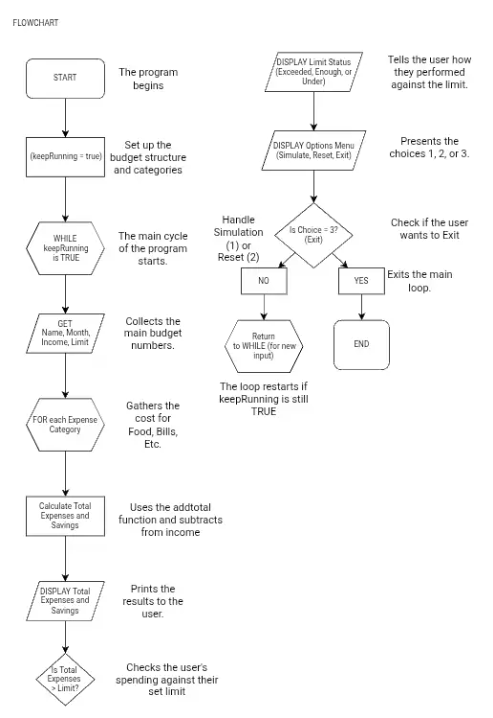 FLOWCHART
START
The program
begins
(keepRunning = true)
Set up the
budget structure
and categories
WHILE
keepRunning
is TRUE
The main cycle
of the program
starts.
GET
Name, Month,
Income, Limit
Collects the
main budget
numbers.
FOR each Expense
Category
Gathers the
cost for
Food, Bills,
Etc.
Calculate Total
Expenses and
Savings
Uses the addtotal
function and subtracts
from income
DISPLAY Total
Expenses and
Savings
Prints the
results to the
user.
Is Total
Expenses
> Limit?
Checks the user's
spending against their
set limit
DISPLAY Limit Status
(Exceeded, Enough, or
Under)
Tells the user how
they performed
against the limit.
DISPLAY Options Menu
(Simulate, Reset, Exit)
Presents the
choices 1, 2, or 3.
Is Choice = 3?
(Exit)
Check if the user
wants to Exit
Handle
Simulation
(1) or
Reset (2)
NO
YES
Exits the main
loop.
Return
to WHILE (for new
input)
END
The loop restarts if
keepRunning is still
TRUE